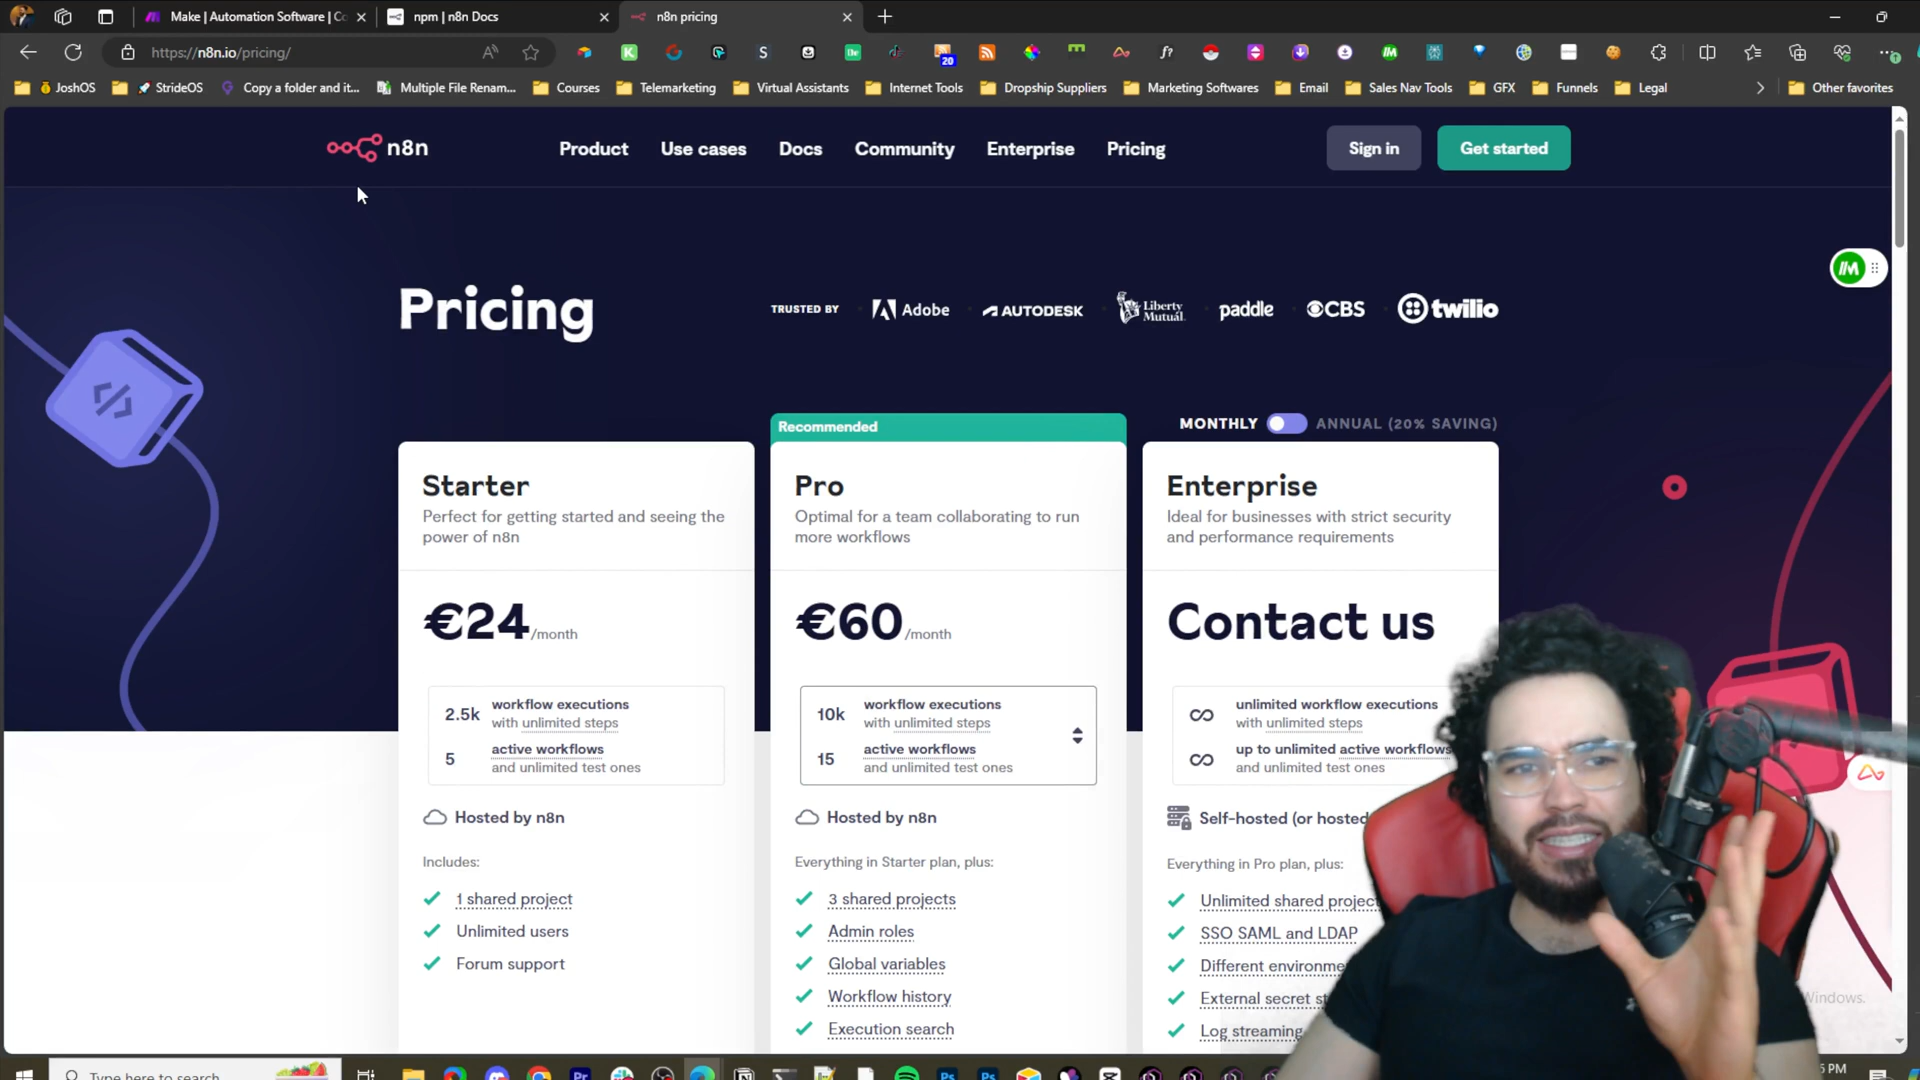 Make | Automation Software | Co
npm | n8n Docs
n8n pricing
https://n8n.io/pricing/
20
JoshOS
StrideOS
Copy a folder and it...
Multiple File Renam...
Courses
Telemarketing
Virtual Assistants
Internet Tools
Dropship Suppliers
Marketing Softwares
Email
Sales Nav Tools
GFX
Funnels
Legal
Other favorites
n8n
Product
Use cases
Docs
Community
Enterprise
Pricing
Sign in
Get started
Pricing
TRUSTED BY
Adobe
AUTODESK
Liberty
Mutual.
paddle
CBS
twilio
MONTHLY
ANNUAL (20% SAVING)
Starter
Perfect for getting started and seeing the
power of n8n
€24/month
2.5k workflow executions
with unlimited steps
5 active workflows
and unlimited test ones
Hosted by n8n
Includes:
1 shared project
Unlimited users
Forum support
Recommended
Pro
Optimal for a team collaborating to run
more workflows
€60/month
10k workflow executions
with unlimited steps
15 active workflows
and unlimited test ones
Hosted by n8n
Everything in Starter plan, plus:
3 shared projects
Admin roles
Global variables
Workflow history
Execution search
Enterprise
Ideal for businesses with strict security
and performance requirements
Contact us
∞ unlimited workflow executions
with unlimited steps
∞ up to unlimited active workflows
and unlimited test ones
Self-hosted (or hosted
Everything in Pro plan, plus:
Unlimited shared project
SSO SAML and LDAP
Different environme
External secret st
Log streaming
Windows.
Type here to search
5 PM